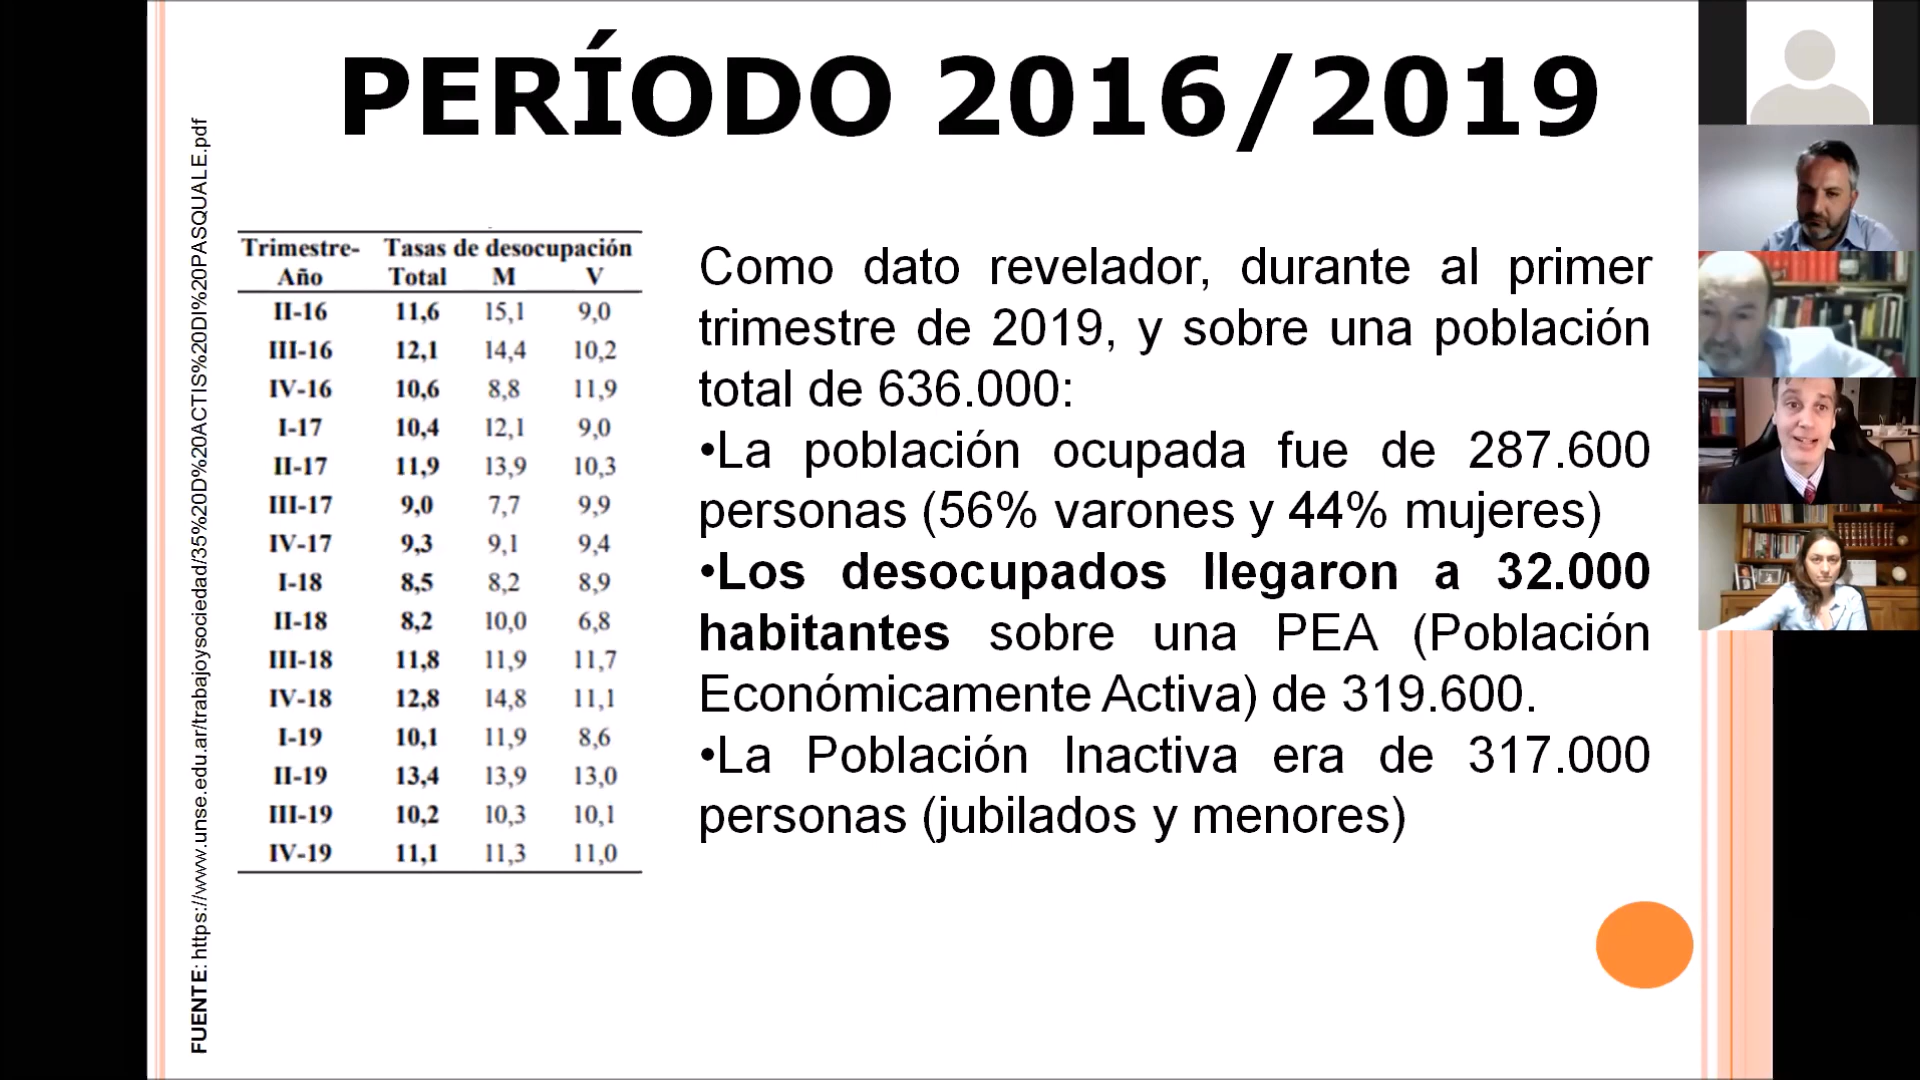 PERÍODO 2016/2019
FUENTE: https://www.unse.edu.ar/trabajoysociedad/35%20D%20ACTIS%20DI%20PASQUALE.pdf
Trimestre- Tasas de desocupación
Año Total M V
II-16 11,6 15,1 9,0
III-16 12,1 14,4 10,2
IV-16 10,6 8,8 11,9
I-17 10,4 12,1 9,0
II-17 11,9 13,9 10,3
III-17 9,0 7,7 9,9
IV-17 9,3 9,1 9,4
I-18 8,5 8,2 8,9
II-18 8,2 10,0 6,8
III-18 11,8 11,9 11,7
IV-18 12,8 14,8 11,1
I-19 10,1 11,9 8,6
II-19 13,4 13,9 13,0
III-19 10,2 10,3 10,1
IV-19 11,1 11,3 11,0
Como dato revelador, durante al primer
trimestre de 2019, y sobre una población
total de 636.000:
•La población ocupada fue de 287.600
personas (56% varones y 44% mujeres)
•Los desocupados llegaron a 32.000
habitantes sobre una PEA (Población
Económicamente Activa) de 319.600.
•La Población Inactiva era de 317.000
personas (jubilados y menores)